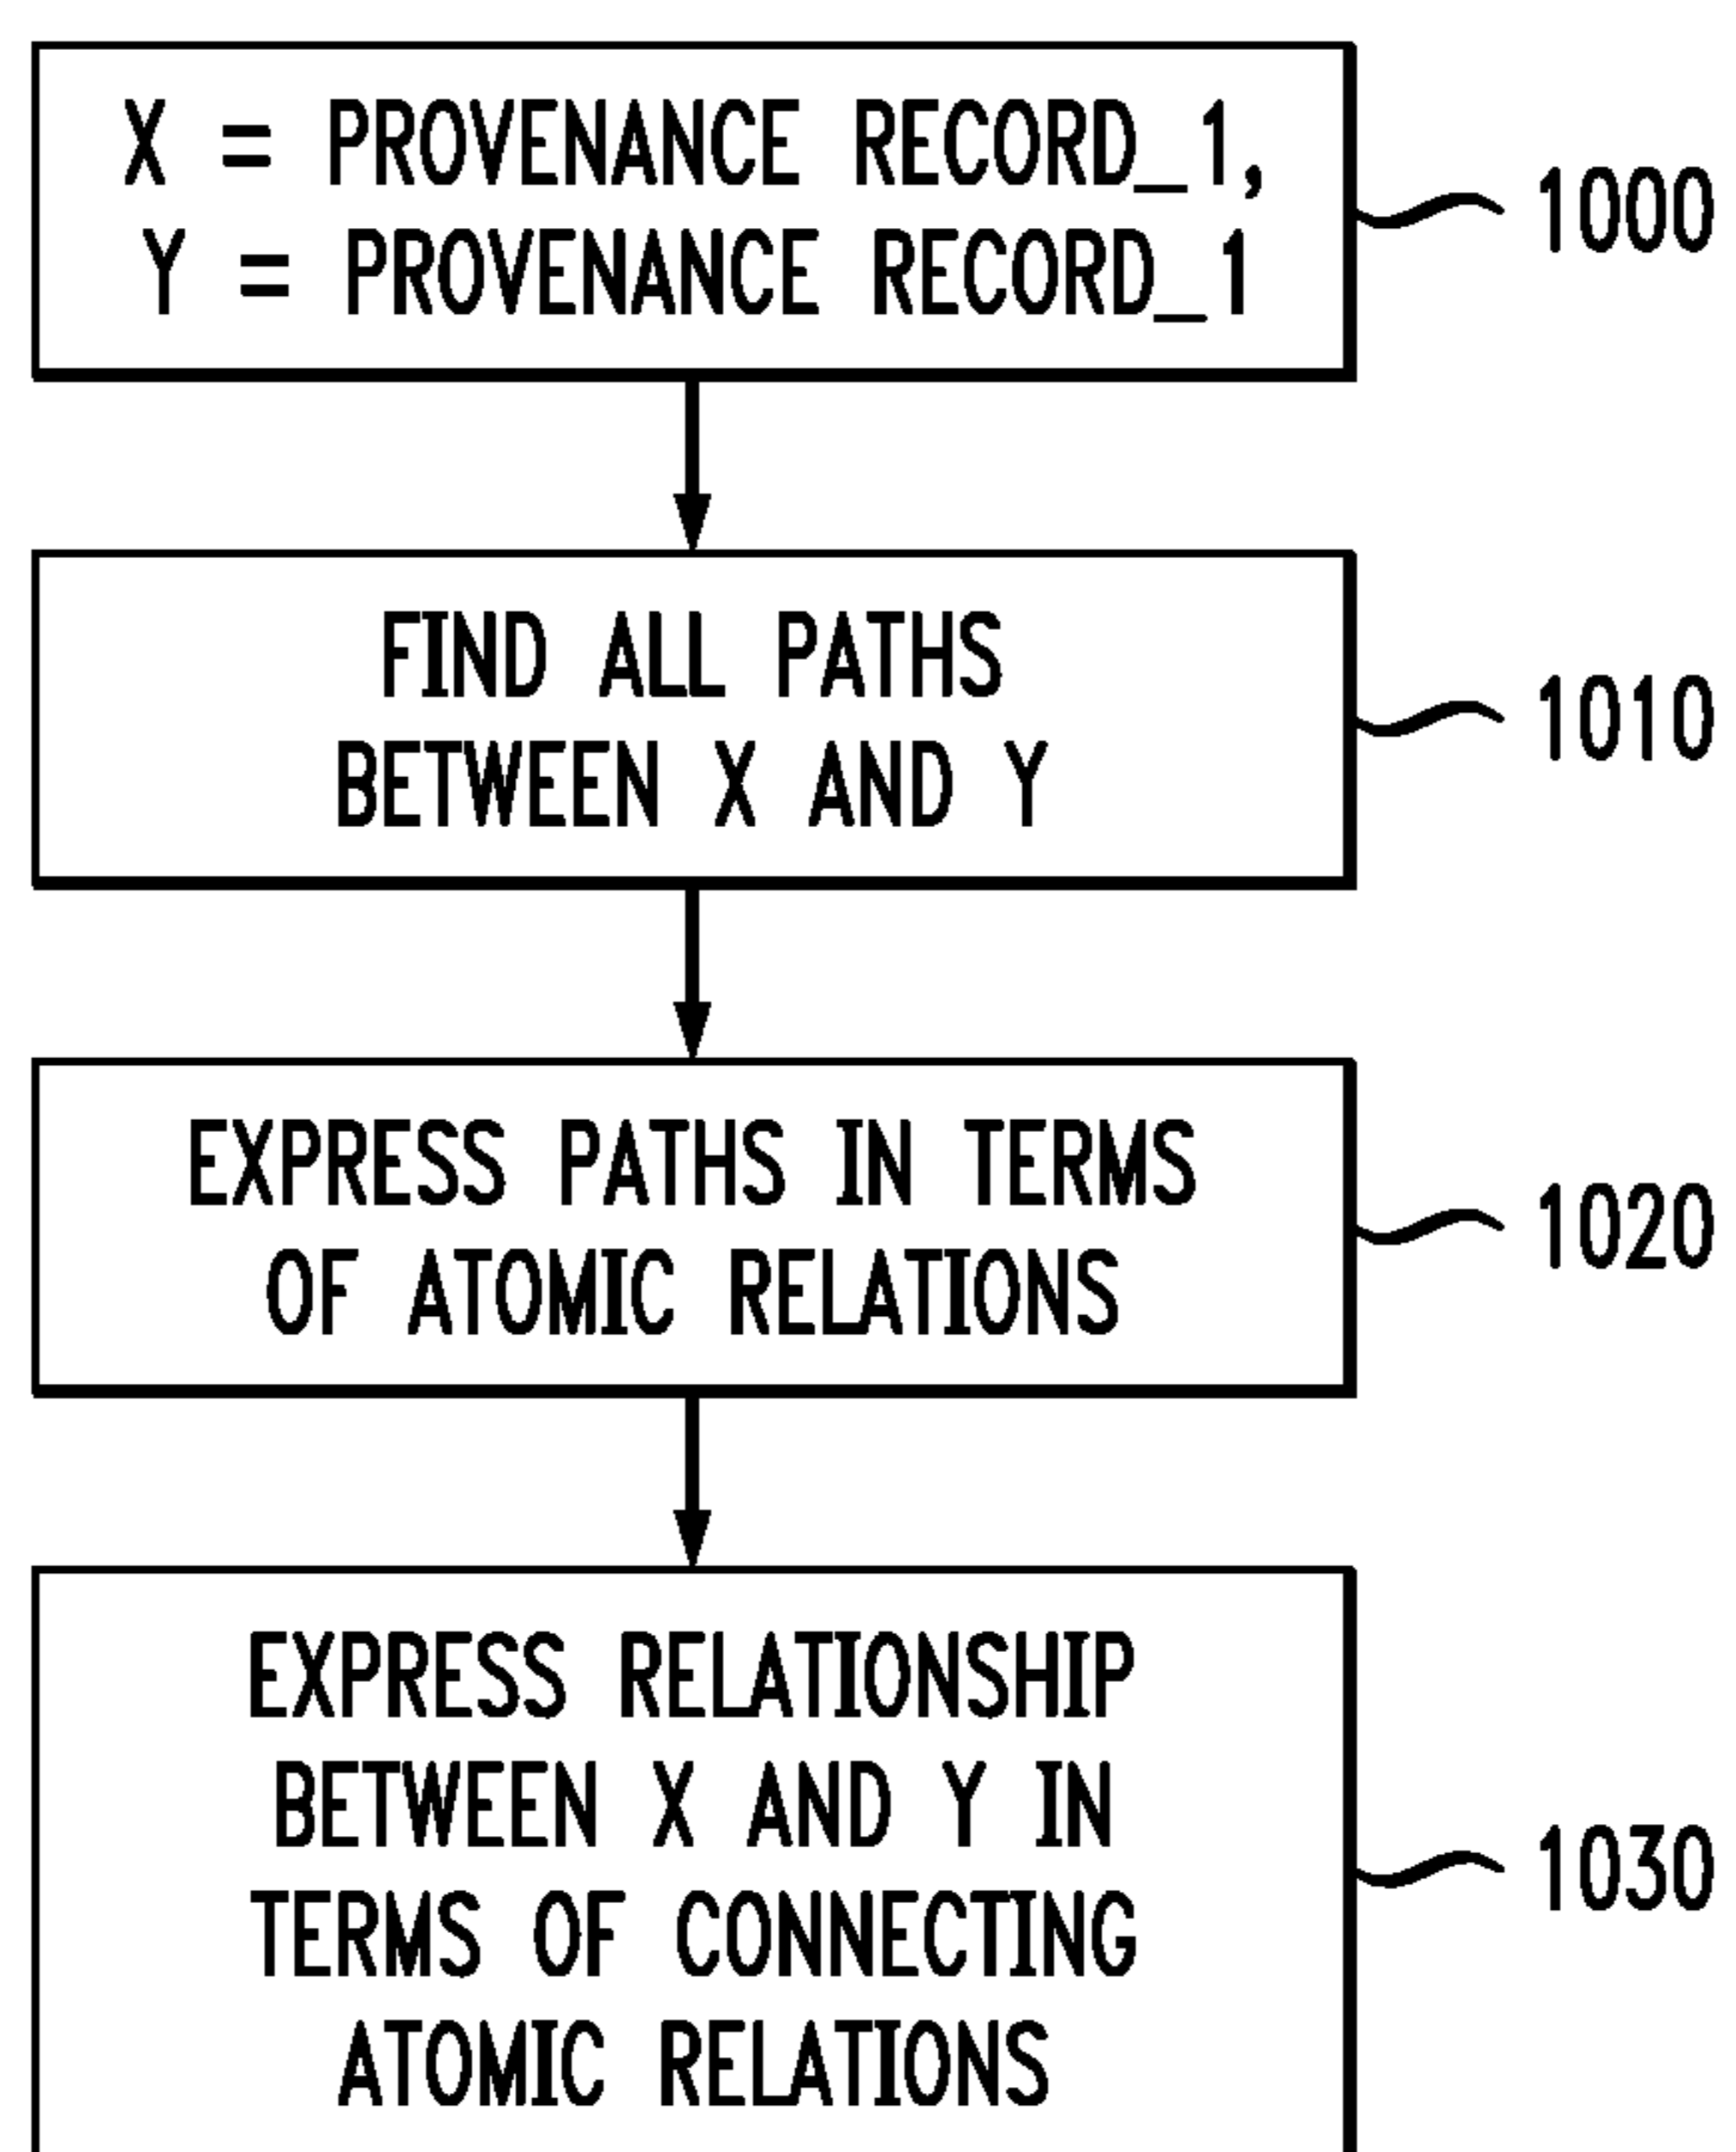 X = PROVENANCE RECORD_1,
Y = PROVENANCE RECORD_1
1000
FIND ALL PATHS
BETWEEN X AND Y
1010
EXPRESS PATHS IN TERMS
OF ATOMIC RELATIONS
1020
EXPRESS RELATIONSHIP
BETWEEN X AND Y IN
TERMS OF CONNECTING
ATOMIC RELATIONS
1030